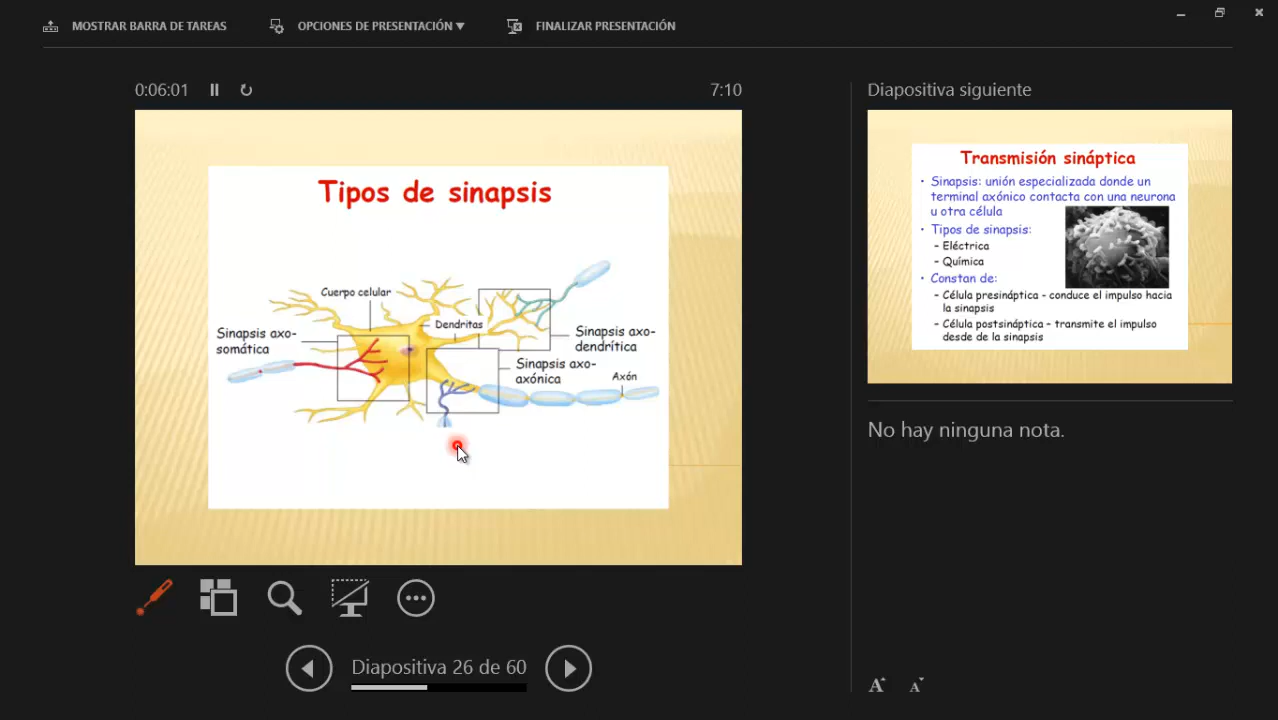 MOSTRAR BARRA DE TAREAS
OPCIONES DE PRESENTACIÓN ▼
FINALIZAR PRESENTACIÓN
0:06:01
7:10
Tipos de sinapsis
Cuerpo celular
Dendritas
Sinapsis axo-
somática
Sinapsis axo-
dendrítica
Sinapsis axo-
axónica
Axón
Diapositiva 26 de 60
Diapositiva siguiente
Transmisión sináptica
• Sinapsis: unión especializada donde un
terminal axónico contacta con una neurona
u otra célula
• Tipos de sinapsis:
– Eléctrica
– Química
• Constan de:
– Célula presináptica - conduce el impulso hacia
la sinapsis
– Célula postsináptica – transmite el impulso
desde de la sinapsis
No hay ninguna nota.
A A